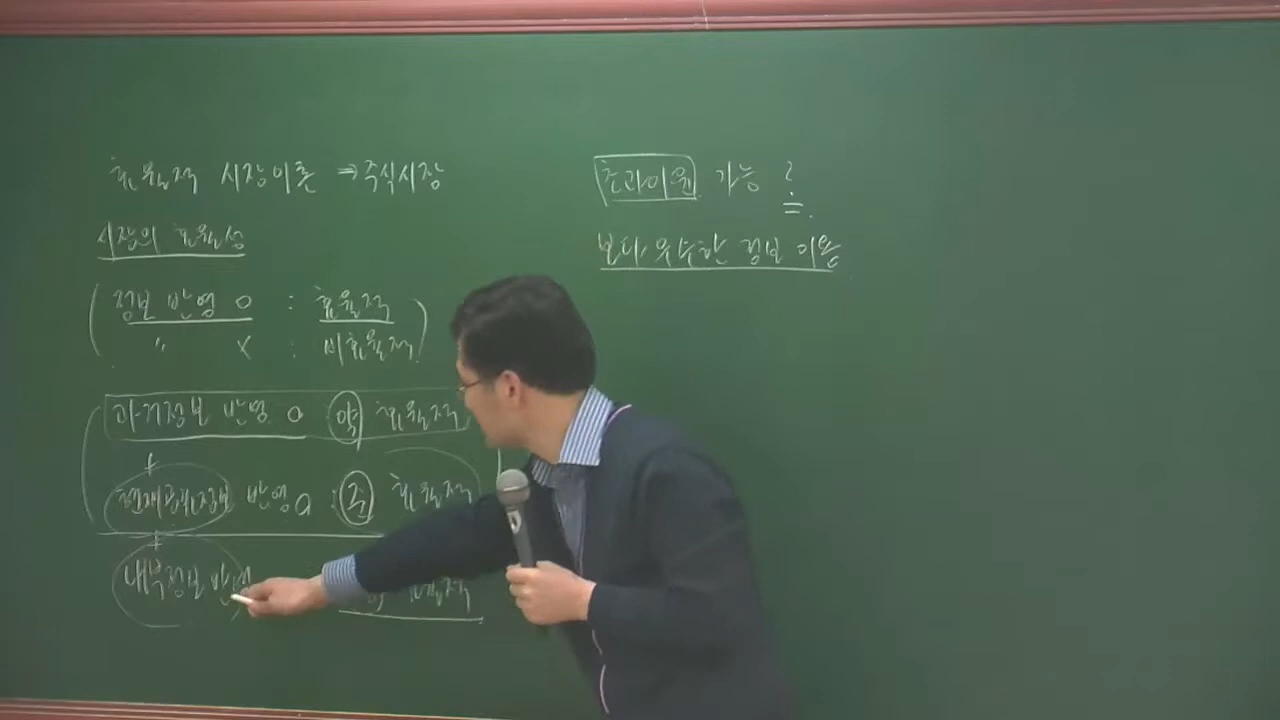 효율적 시장이론 ⇒ 주식시장
시장의 효율성
정보 반영 O : 효율적
〃 X : 비효율적
과거정보 반영 O 약 효율적
+
현재공개정보 반영 O : 준 효율적
+
내부정보 반영 효율적
초과이윤 가능 ?
보다 우수한 정보 이용